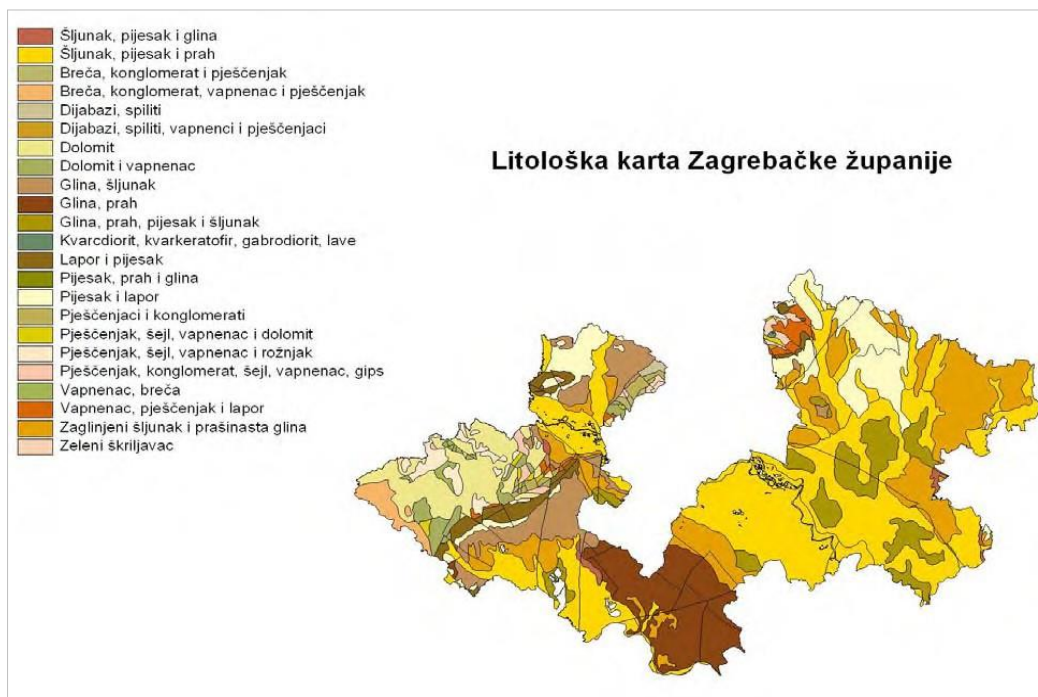 Šljunak, pijesak i glina
Šljunak, pijesak i prah
Breča, konglomerat i pješčenjak
Breča, konglomerat, vapnenac i pješčenjak
Dijabazi, spiliti
Dijabazi, spiliti, vapnenci i pješčenjaci
Dolomit
Dolomit i vapnenac
Glina, šljunak
Glina, prah
Glina, prah, pijesak i šljunak
Kvarcdiorit, kvarkeratofir, gabrodiorit, lave
Lapor i pijesak
Pijesak, prah i glina
Pijesak i lapor
Pješčenjaci i konglomerati
Pješčenjak, šejl, vapnenac i dolomit
Pješčenjak, šejl, vapnenac i rožnjak
Pješčenjak, konglomerat, šejl, vapnenac, gips
Vapnenac, breča
Vapnenac, pješčenjak i lapor
Zaglinjeni šljunak i prašinasta glina
Zeleni škriljavac
Litološka karta Zagrebačke županije